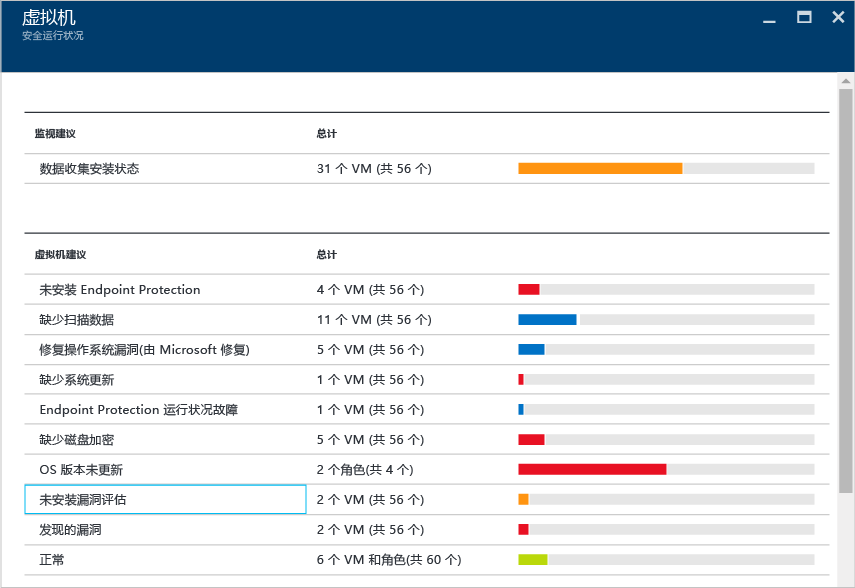 虚拟机
安全运行状况
监视建议 总计
数据收集安装状态 31 个 VM (共 56 个)
虚拟机建议 总计
未安装 Endpoint Protection 4 个 VM (共 56 个)
缺少扫描数据 11 个 VM (共 56 个)
修复操作系统漏洞(由 Microsoft 修复) 5 个 VM (共 56 个)
缺少系统更新 1 个 VM (共 56 个)
Endpoint Protection 运行状况故障 1 个 VM (共 56 个)
缺少磁盘加密 5 个 VM (共 56 个)
OS 版本未更新 2 个角色(共 4 个)
未安装漏洞评估 2 个 VM (共 56 个)
发现的漏洞 2 个 VM (共 56 个)
正常 6 个 VM 和角色(共 60 个)